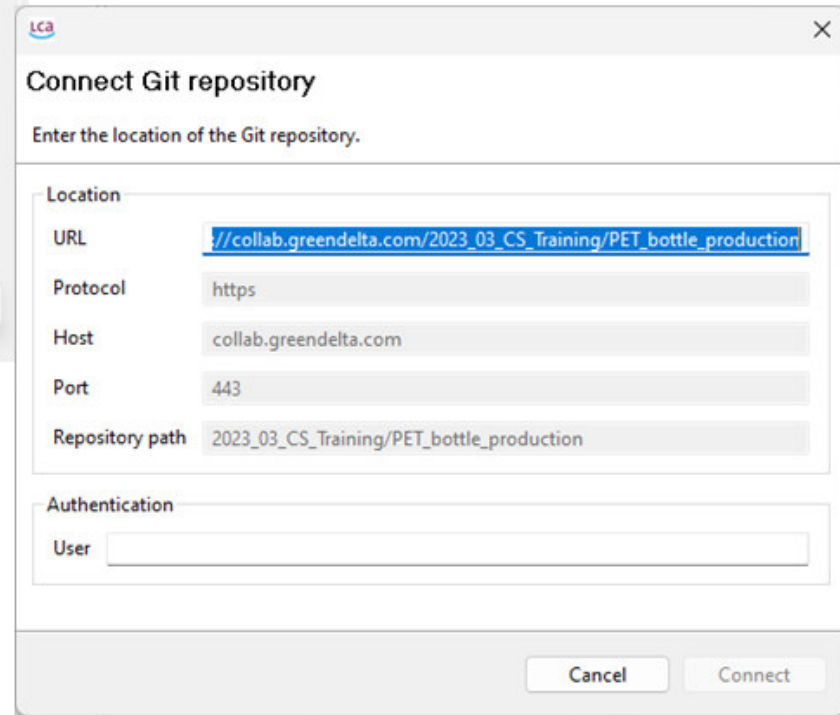 LCA
Connect Git repository
Enter the location of the Git repository.
Location
URL ://collab.greendelta.com/2023_03_CS_Training/PET_bottle_production
Protocol https
Host collab.greendelta.com
Port 443
Repository path 2023_03_CS_Training/PET_bottle_production
Authentication
User
Cancel Connect